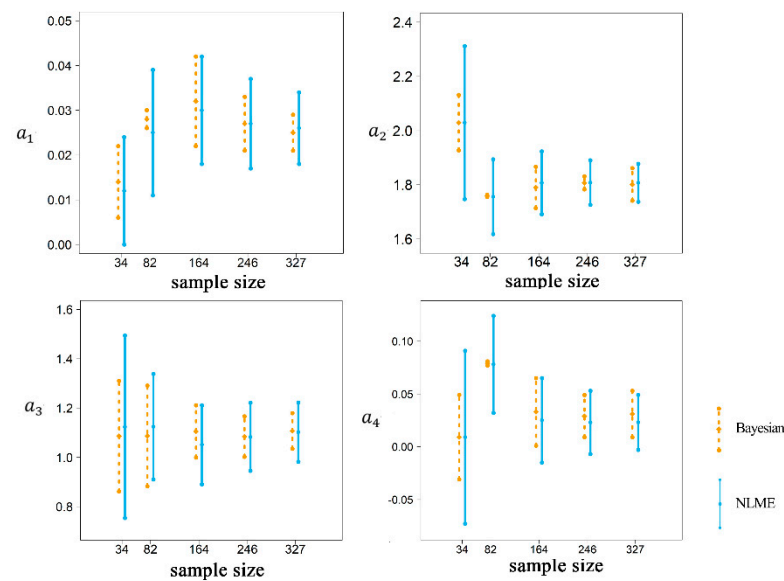 0.05
0.04
0.03
0.02
0.01
0.00
a₁
34 82 164 246 327
sample size
2.4
2.2
2.0
1.8
1.6
a₂
34 82 164 246 327
sample size
1.6
1.4
1.2
1.0
0.8
a₃
34 82 164 246 327
sample size
0.10
0.05
0.00
-0.05
a₄
34 82 164 246 327
sample size
Bayesian
NLME